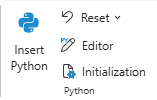 Insert
Python
Reset
Editor
Initialization
Python